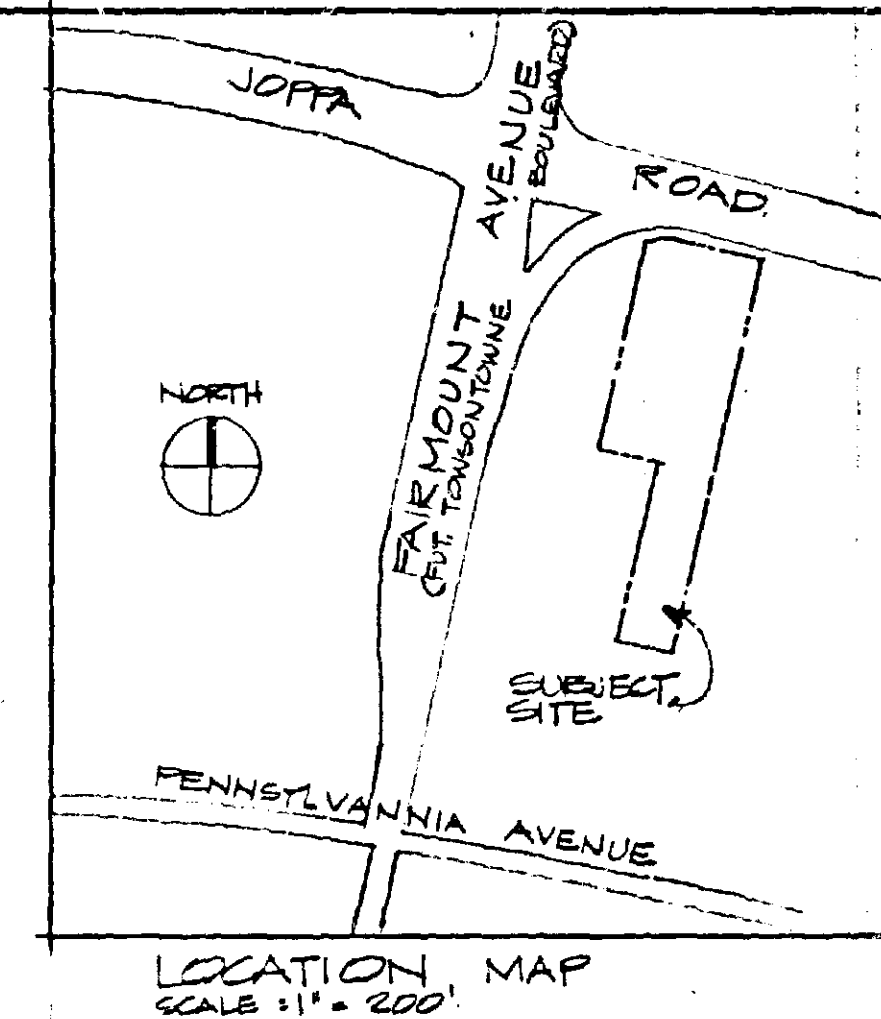 JOPPA
ROAD
FAIRMOUNT AVENUE
(FUT. TOWSONTOWNE BOULEVARD)
NORTH
SUBJECT
SITE
PENNSYLVANNIA AVENUE
LOCATION MAP
SCALE : 1" = 200'